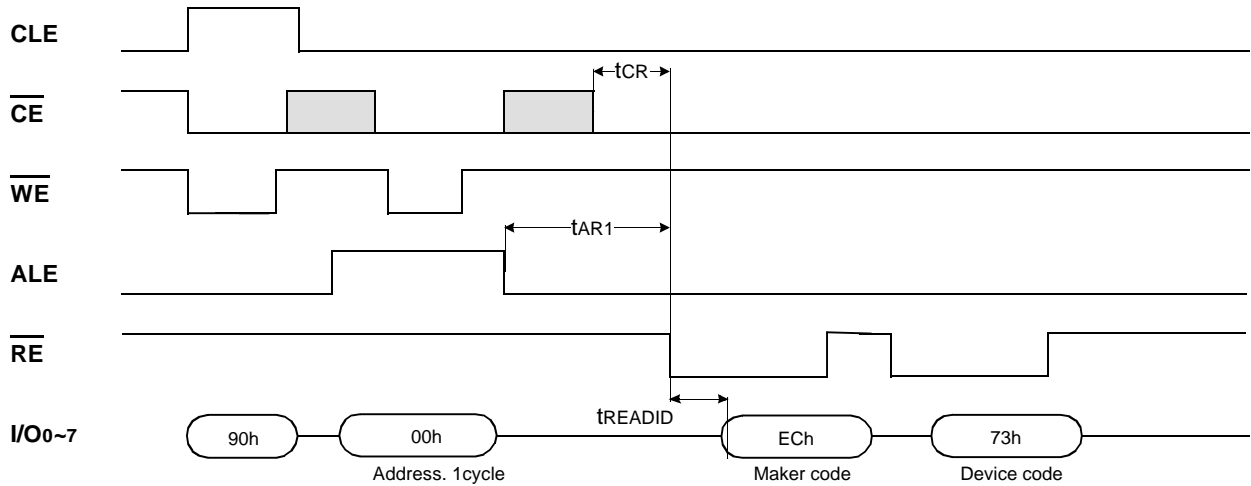 CLE
tCR
CE
WE
tAR1
ALE
RE
tREADID
I/O0~7
90h
00h
ECh
73h
Address. 1cycle
Maker code
Device code